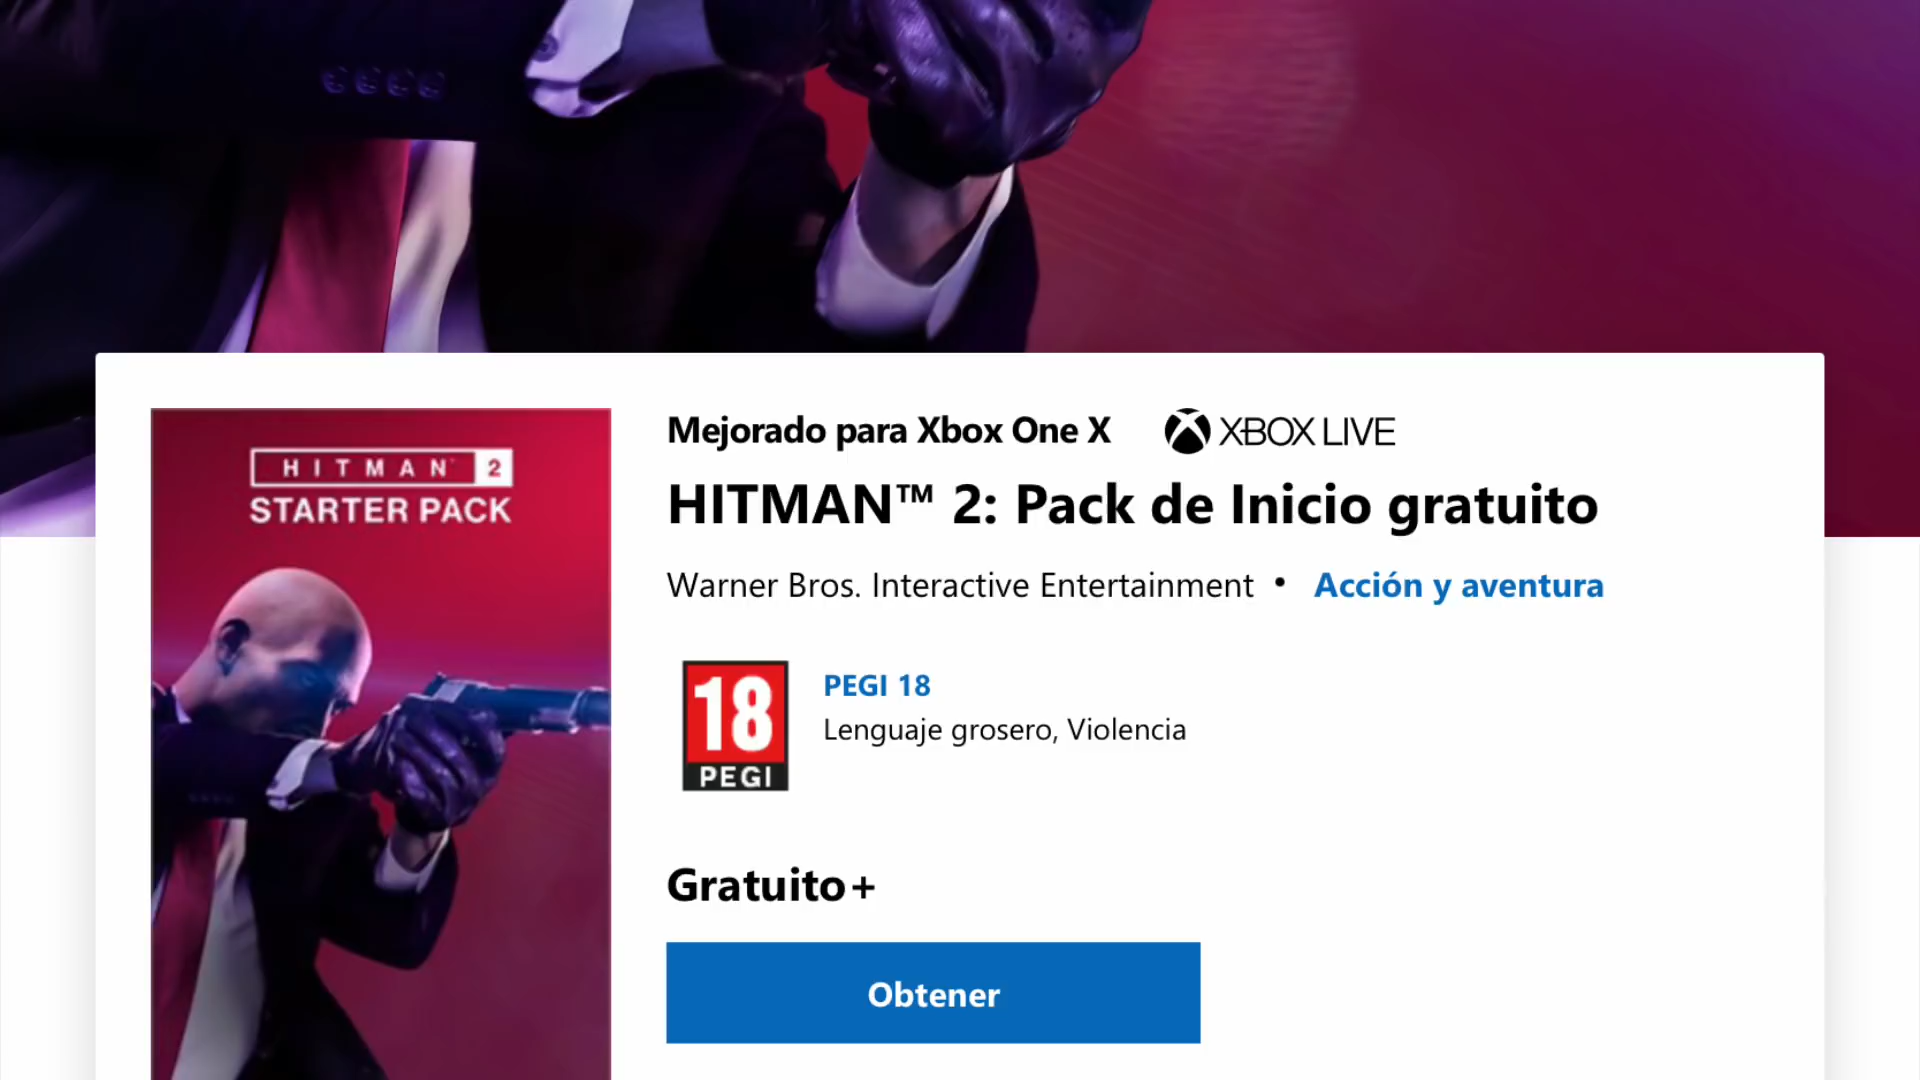 HITMAN™ 2
STARTER PACK
Mejorado para Xbox One X
XBOX LIVE
HITMAN™ 2: Pack de Inicio gratuito
Warner Bros. Interactive Entertainment • Acción y aventura
18
PEGI
PEGI 18
Lenguaje grosero, Violencia
Gratuito+
Obtener